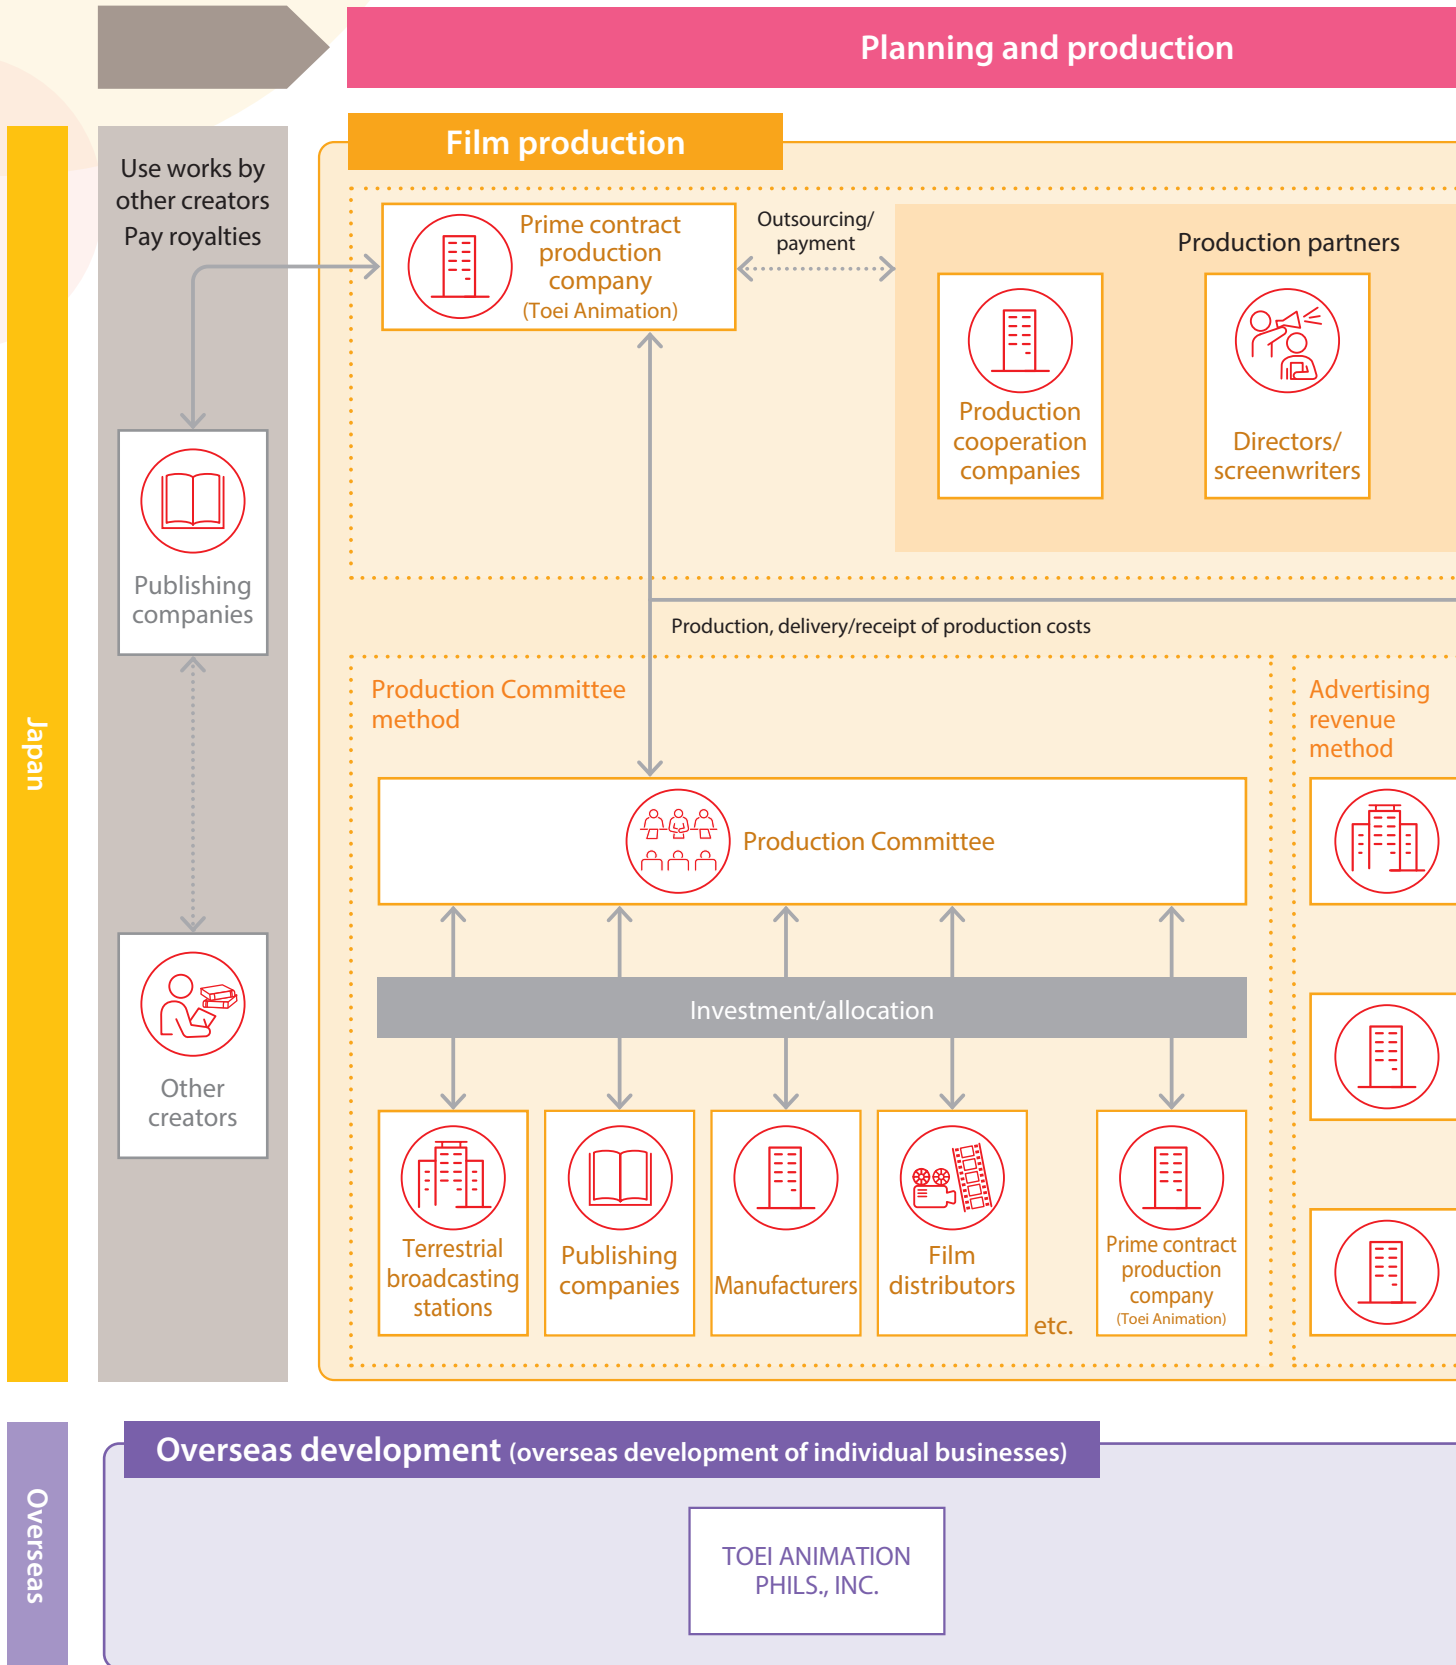 Planning and production
Japan
Use works by
other creators
Pay royalties
Publishing
companies
Other
creators
Film production
Prime contract
production
company
(Toei Animation)
Outsourcing/
payment
Production partners
Production
cooperation
companies
Directors/
screenwriters
Production, delivery/receipt of production costs
Production Committee
method
Production Committee
Investment/allocation
Terrestrial
broadcasting
stations
Publishing
companies
Manufacturers
Film
distributors
etc.
Prime contract
production
company
(Toei Animation)
Advertising
revenue
method
Overseas
Overseas development (overseas development of individual businesses)
TOEI ANIMATION
PHILS., INC.